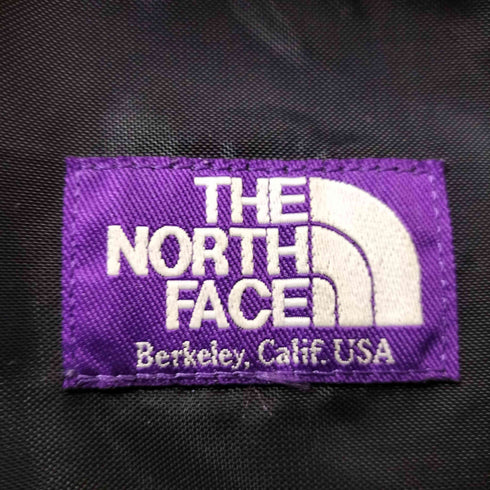 THE
NORTH
FACE
Berkeley, Calif. USA